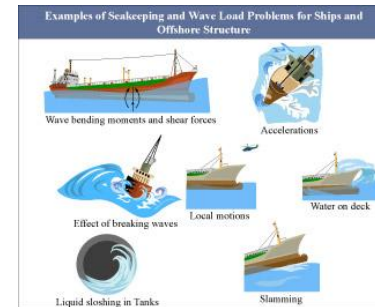 Examples of Seakeeping and Wave Load Problems for Ships and
Offshore Structure
Wave bending moments and shear forces
Accelerations
Effect of breaking waves
Local motions
Water on deck
Liquid sloshing in Tanks
Slamming